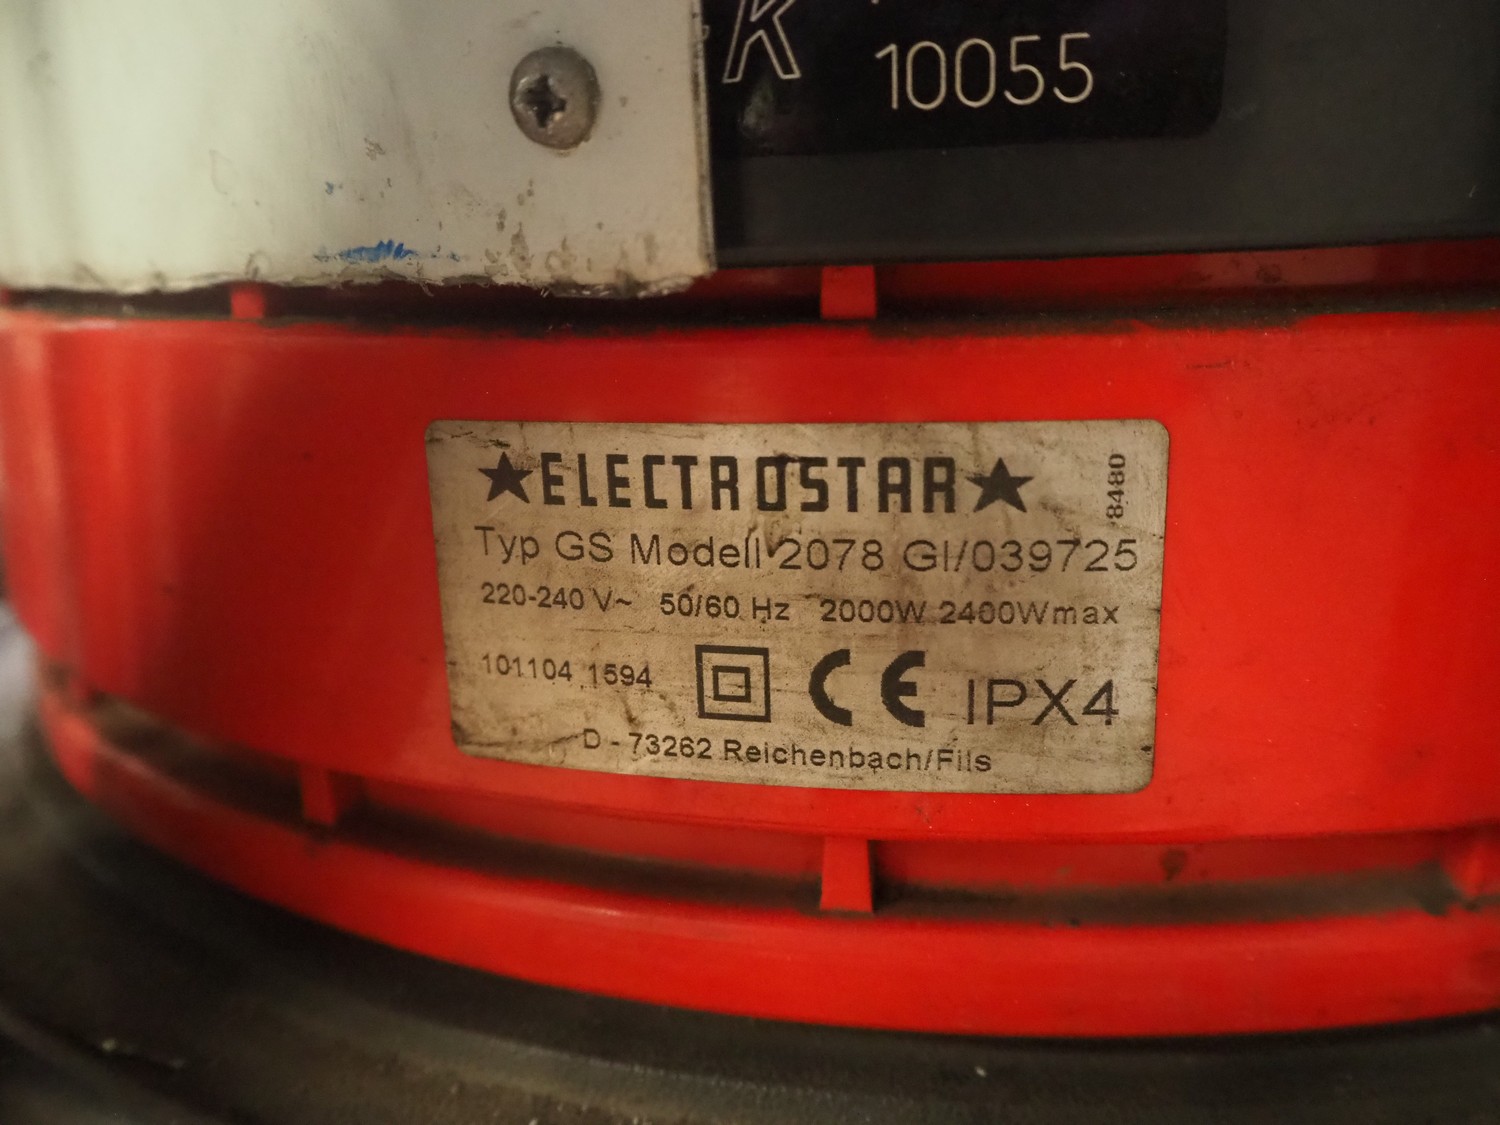 K
10055
★ELECTROSTAR★
8480
Typ GS Modell 2078 GI/039725
220-240 V~ 50/60 Hz 2000W 2400Wmax
101104 1594
CE IPX4
D - 73262 Reichenbach/Fils